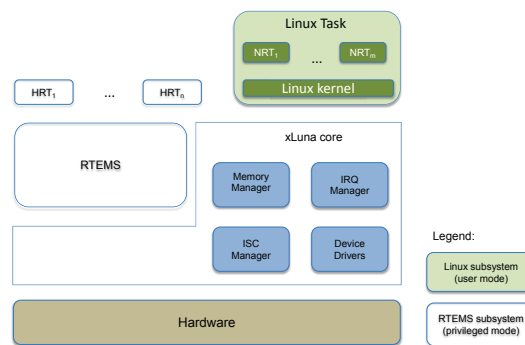 Linux Task
NRT1
...
NRTm
Linux kernel
HRT1
...
HRTn
xLuna core
RTEMS
Memory
Manager
IRQ
Manager
ISC
Manager
Device
Drivers
Hardware
Legend:
Linux subsystem
(user mode)
RTEMS subsystem
(privileged mode)